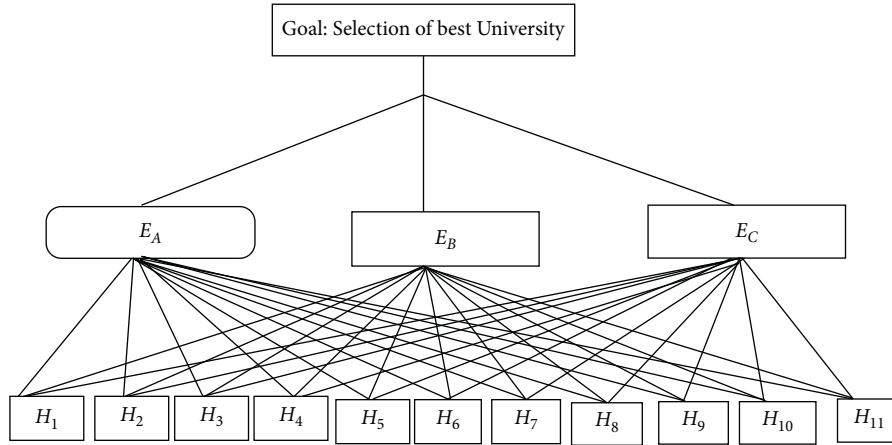 Goal: Selection of best University
E_A
E_B
E_C
H_1
H_2
H_3
H_4
H_5
H_6
H_7
H_8
H_9
H_10
H_11